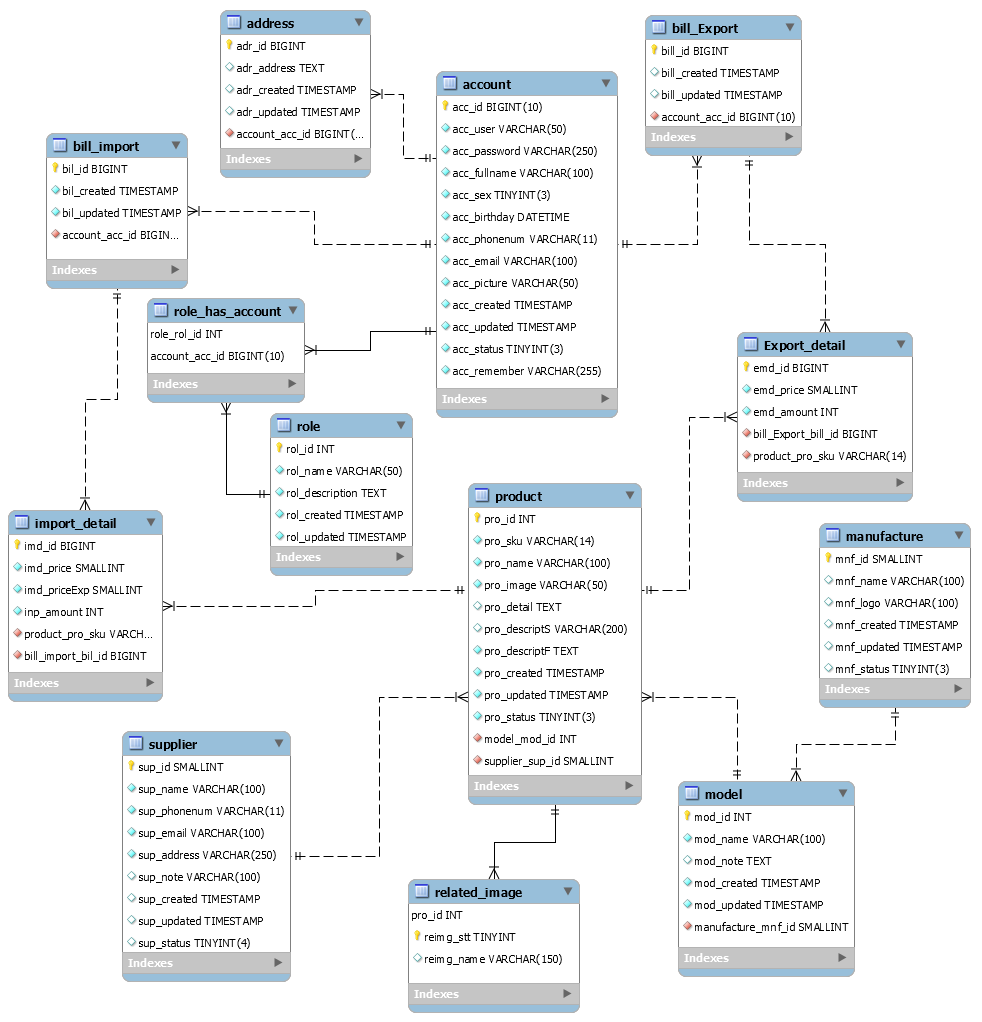 address
adr_id BIGINT
adr_address TEXT
adr_created TIMESTAMP
adr_updated TIMESTAMP
account_acc_id BIGINT(...
Indexes
bill_Export
bill_id BIGINT
bill_created TIMESTAMP
bill_updated TIMESTAMP
account_acc_id BIGINT(10)
Indexes
account
acc_id BIGINT(10)
acc_user VARCHAR(50)
acc_password VARCHAR(250)
acc_fullname VARCHAR(100)
acc_sex TINYINT(3)
acc_birthday DATETIME
acc_phonenum VARCHAR(11)
acc_email VARCHAR(100)
acc_picture VARCHAR(50)
acc_created TIMESTAMP
acc_updated TIMESTAMP
acc_status TINYINT(3)
acc_remember VARCHAR(255)
Indexes
bill_import
bil_id BIGINT
bil_created TIMESTAMP
bil_updated TIMESTAMP
account_acc_id BIGIN...
Indexes
role_has_account
role_rol_id INT
account_acc_id BIGINT(10)
Indexes
Export_detail
emd_id BIGINT
emd_price SMALLINT
emd_amount INT
bill_Export_bill_id BIGINT
product_pro_sku VARCHAR(14)
Indexes
role
rol_id INT
rol_name VARCHAR(50)
rol_description TEXT
rol_created TIMESTAMP
rol_updated TIMESTAMP
Indexes
product
pro_id INT
pro_sku VARCHAR(14)
pro_name VARCHAR(100)
pro_image VARCHAR(50)
pro_detail TEXT
pro_descriptS VARCHAR(200)
pro_descriptF TEXT
pro_created TIMESTAMP
pro_updated TIMESTAMP
pro_status TINYINT(3)
model_mod_id INT
supplier_sup_id SMALLINT
Indexes
import_detail
imd_id BIGINT
imd_price SMALLINT
imd_priceExp SMALLINT
inp_amount INT
product_pro_sku VARCH...
bill_import_bil_id BIGINT
Indexes
manufacture
mnf_id SMALLINT
mnf_name VARCHAR(100)
mnf_logo VARCHAR(100)
mnf_created TIMESTAMP
mnf_updated TIMESTAMP
mnf_status TINYINT(3)
Indexes
supplier
sup_id SMALLINT
sup_name VARCHAR(100)
sup_phonenum VARCHAR(11)
sup_email VARCHAR(100)
sup_address VARCHAR(250)
sup_note VARCHAR(100)
sup_created TIMESTAMP
sup_updated TIMESTAMP
sup_status TINYINT(4)
Indexes
model
mod_id INT
mod_name VARCHAR(100)
mod_note TEXT
mod_created TIMESTAMP
mod_updated TIMESTAMP
manufacture_mnf_id SMALLINT
Indexes
related_image
pro_id INT
reimg_stt TINYINT
reimg_name VARCHAR(150)
Indexes